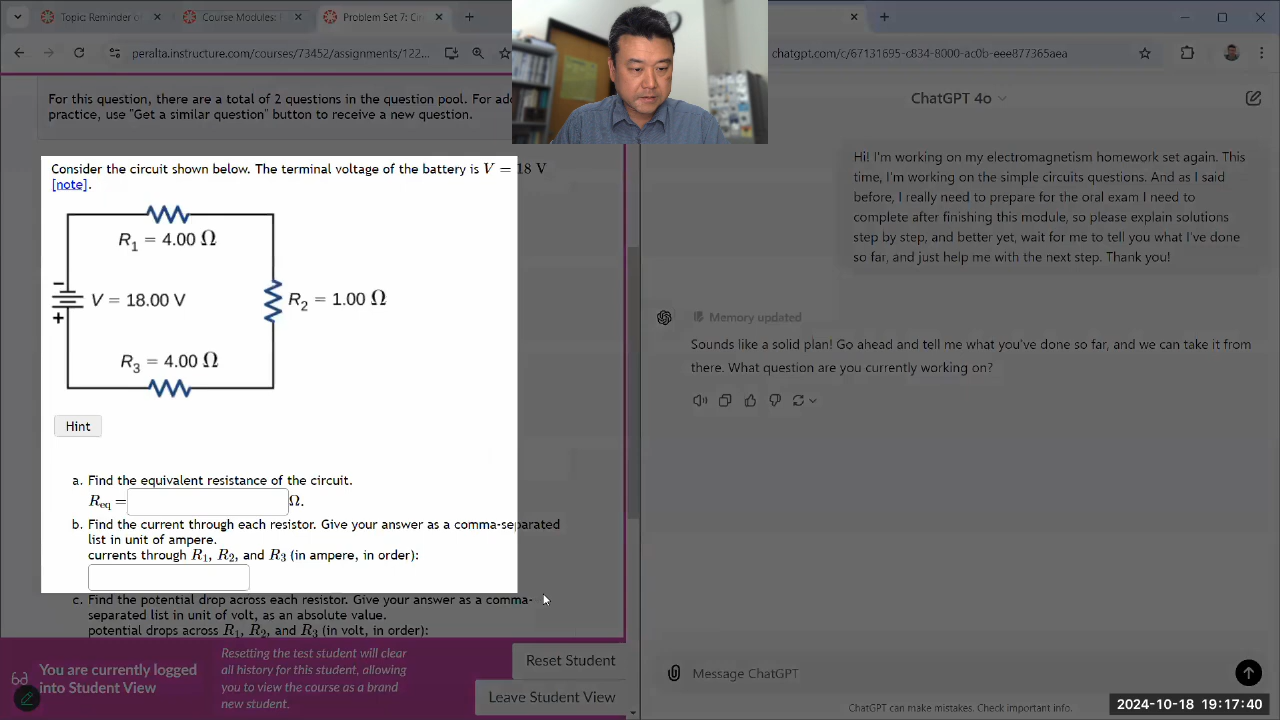 Topic: Reminder o
Course Modules: I
Problem Set 7: Cir
peralta.instructure.com/courses/73452/assignments/122...
chatgpt.com/c/67131695-c834-8000-ac0b-eee877365aea
For this question, there are a total of 2 questions in the question pool. For add
practice, use "Get a similar question" button to receive a new question.
Consider the circuit shown below. The terminal voltage of the battery is V = 18 V
[note].
R1 = 4.00 Ω
−
V = 18.00 V
+
R2 = 1.00 Ω
R3 = 4.00 Ω
Hint
a. Find the equivalent resistance of the circuit.
Req = Ω.
b. Find the current through each resistor. Give your answer as a comma-separated
list in unit of ampere.
currents through R1, R2, and R3 (in ampere, in order):
c. Find the potential drop across each resistor. Give your answer as a comma-
separated list in unit of volt, as an absolute value.
potential drops across R1, R2, and R3 (in volt, in order):
You are currently logged
into Student View
Resetting the test student will clear
all history for this student, allowing
you to view the course as a brand
new student.
Reset Student
Leave Student View
ChatGPT 4o
Hi! I'm working on my electromagnetism homework set again. This
time, I'm working on the simple circuits questions. And as I said
before, I really need to prepare for the oral exam I need to
complete after finishing this module, so please explain solutions
step by step, and better yet, wait for me to tell you what I've done
so far, and just help me with the next step. Thank you!
Memory updated
Sounds like a solid plan! Go ahead and tell me what you've done so far, and we can take it from
there. What question are you currently working on?
Message ChatGPT
ChatGPT can make mistakes. Check important info.
2024-10-18 19:17:40